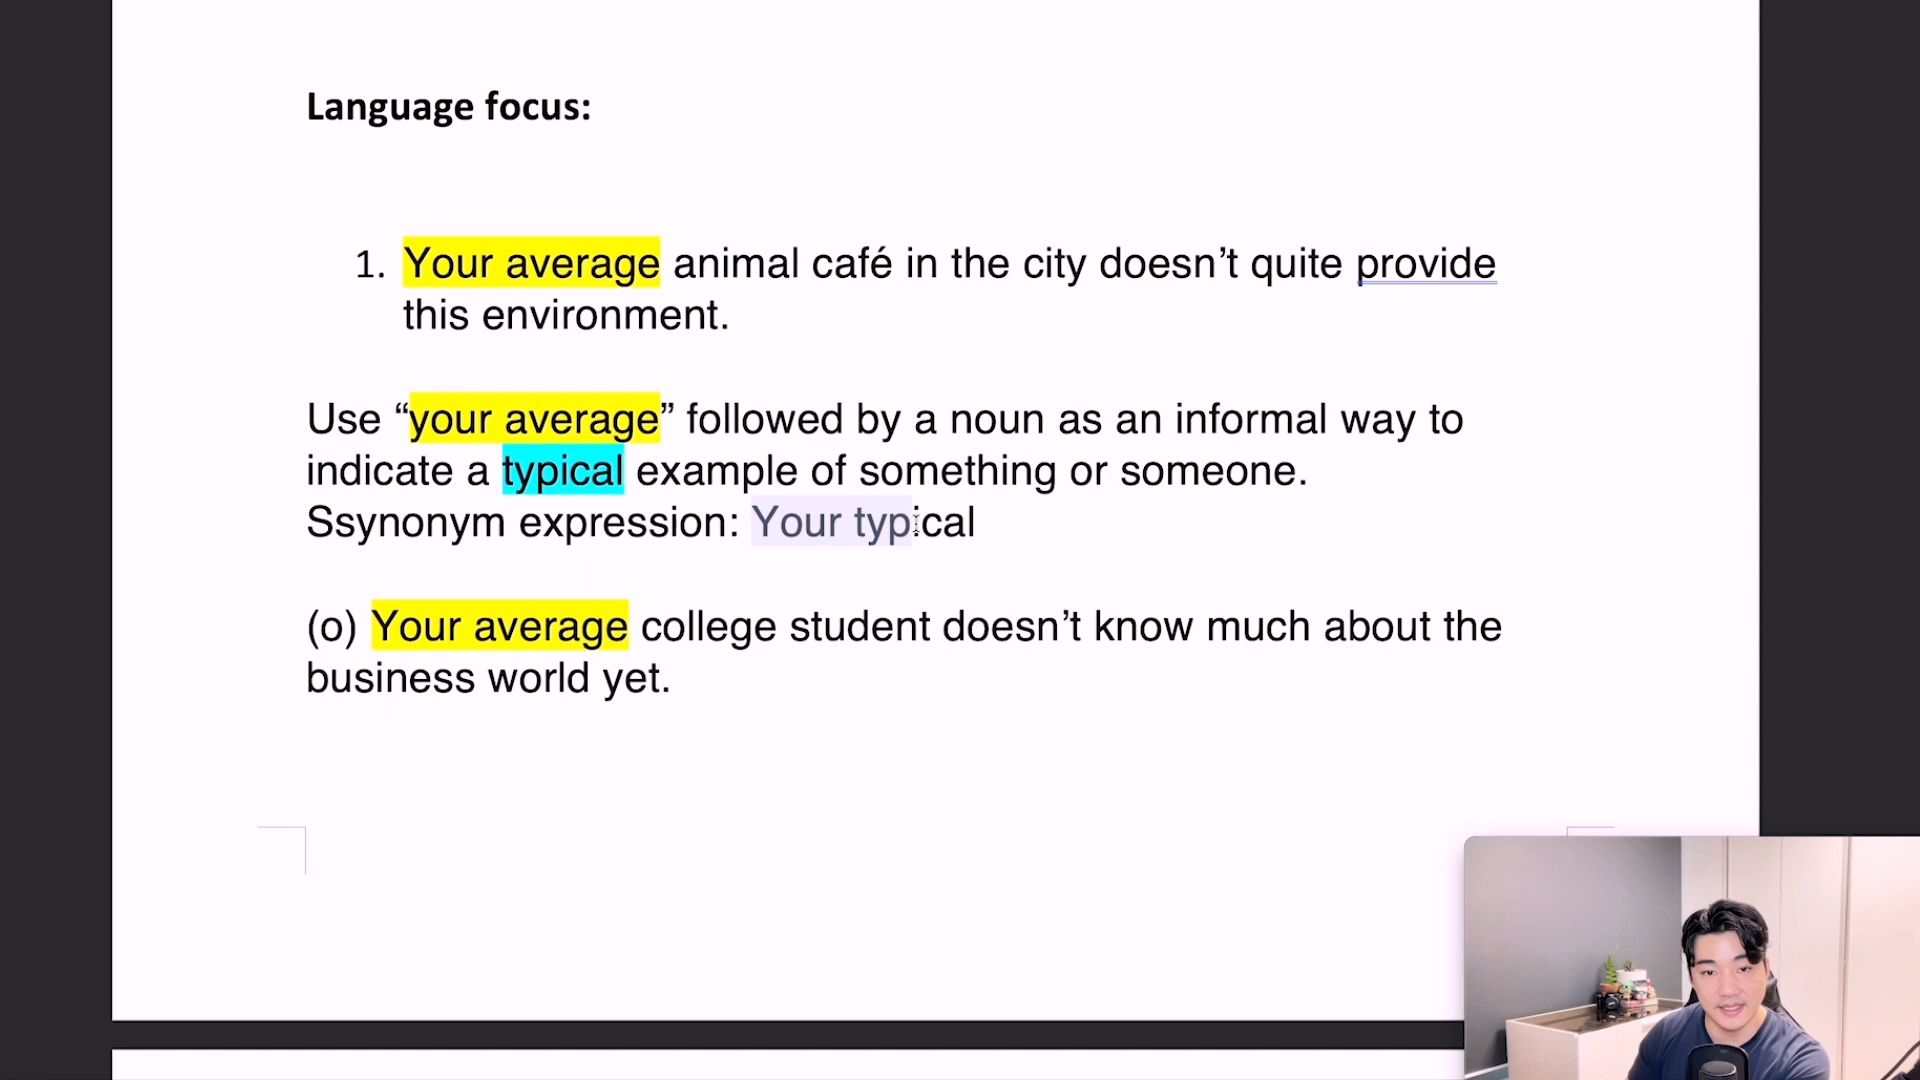 Language focus:
1. Your average animal café in the city doesn’t quite provide
this environment.
Use “your average” followed by a noun as an informal way to
indicate a typical example of something or someone.
Ssynonym expression: Your typical
(o) Your average college student doesn’t know much about the
business world yet.